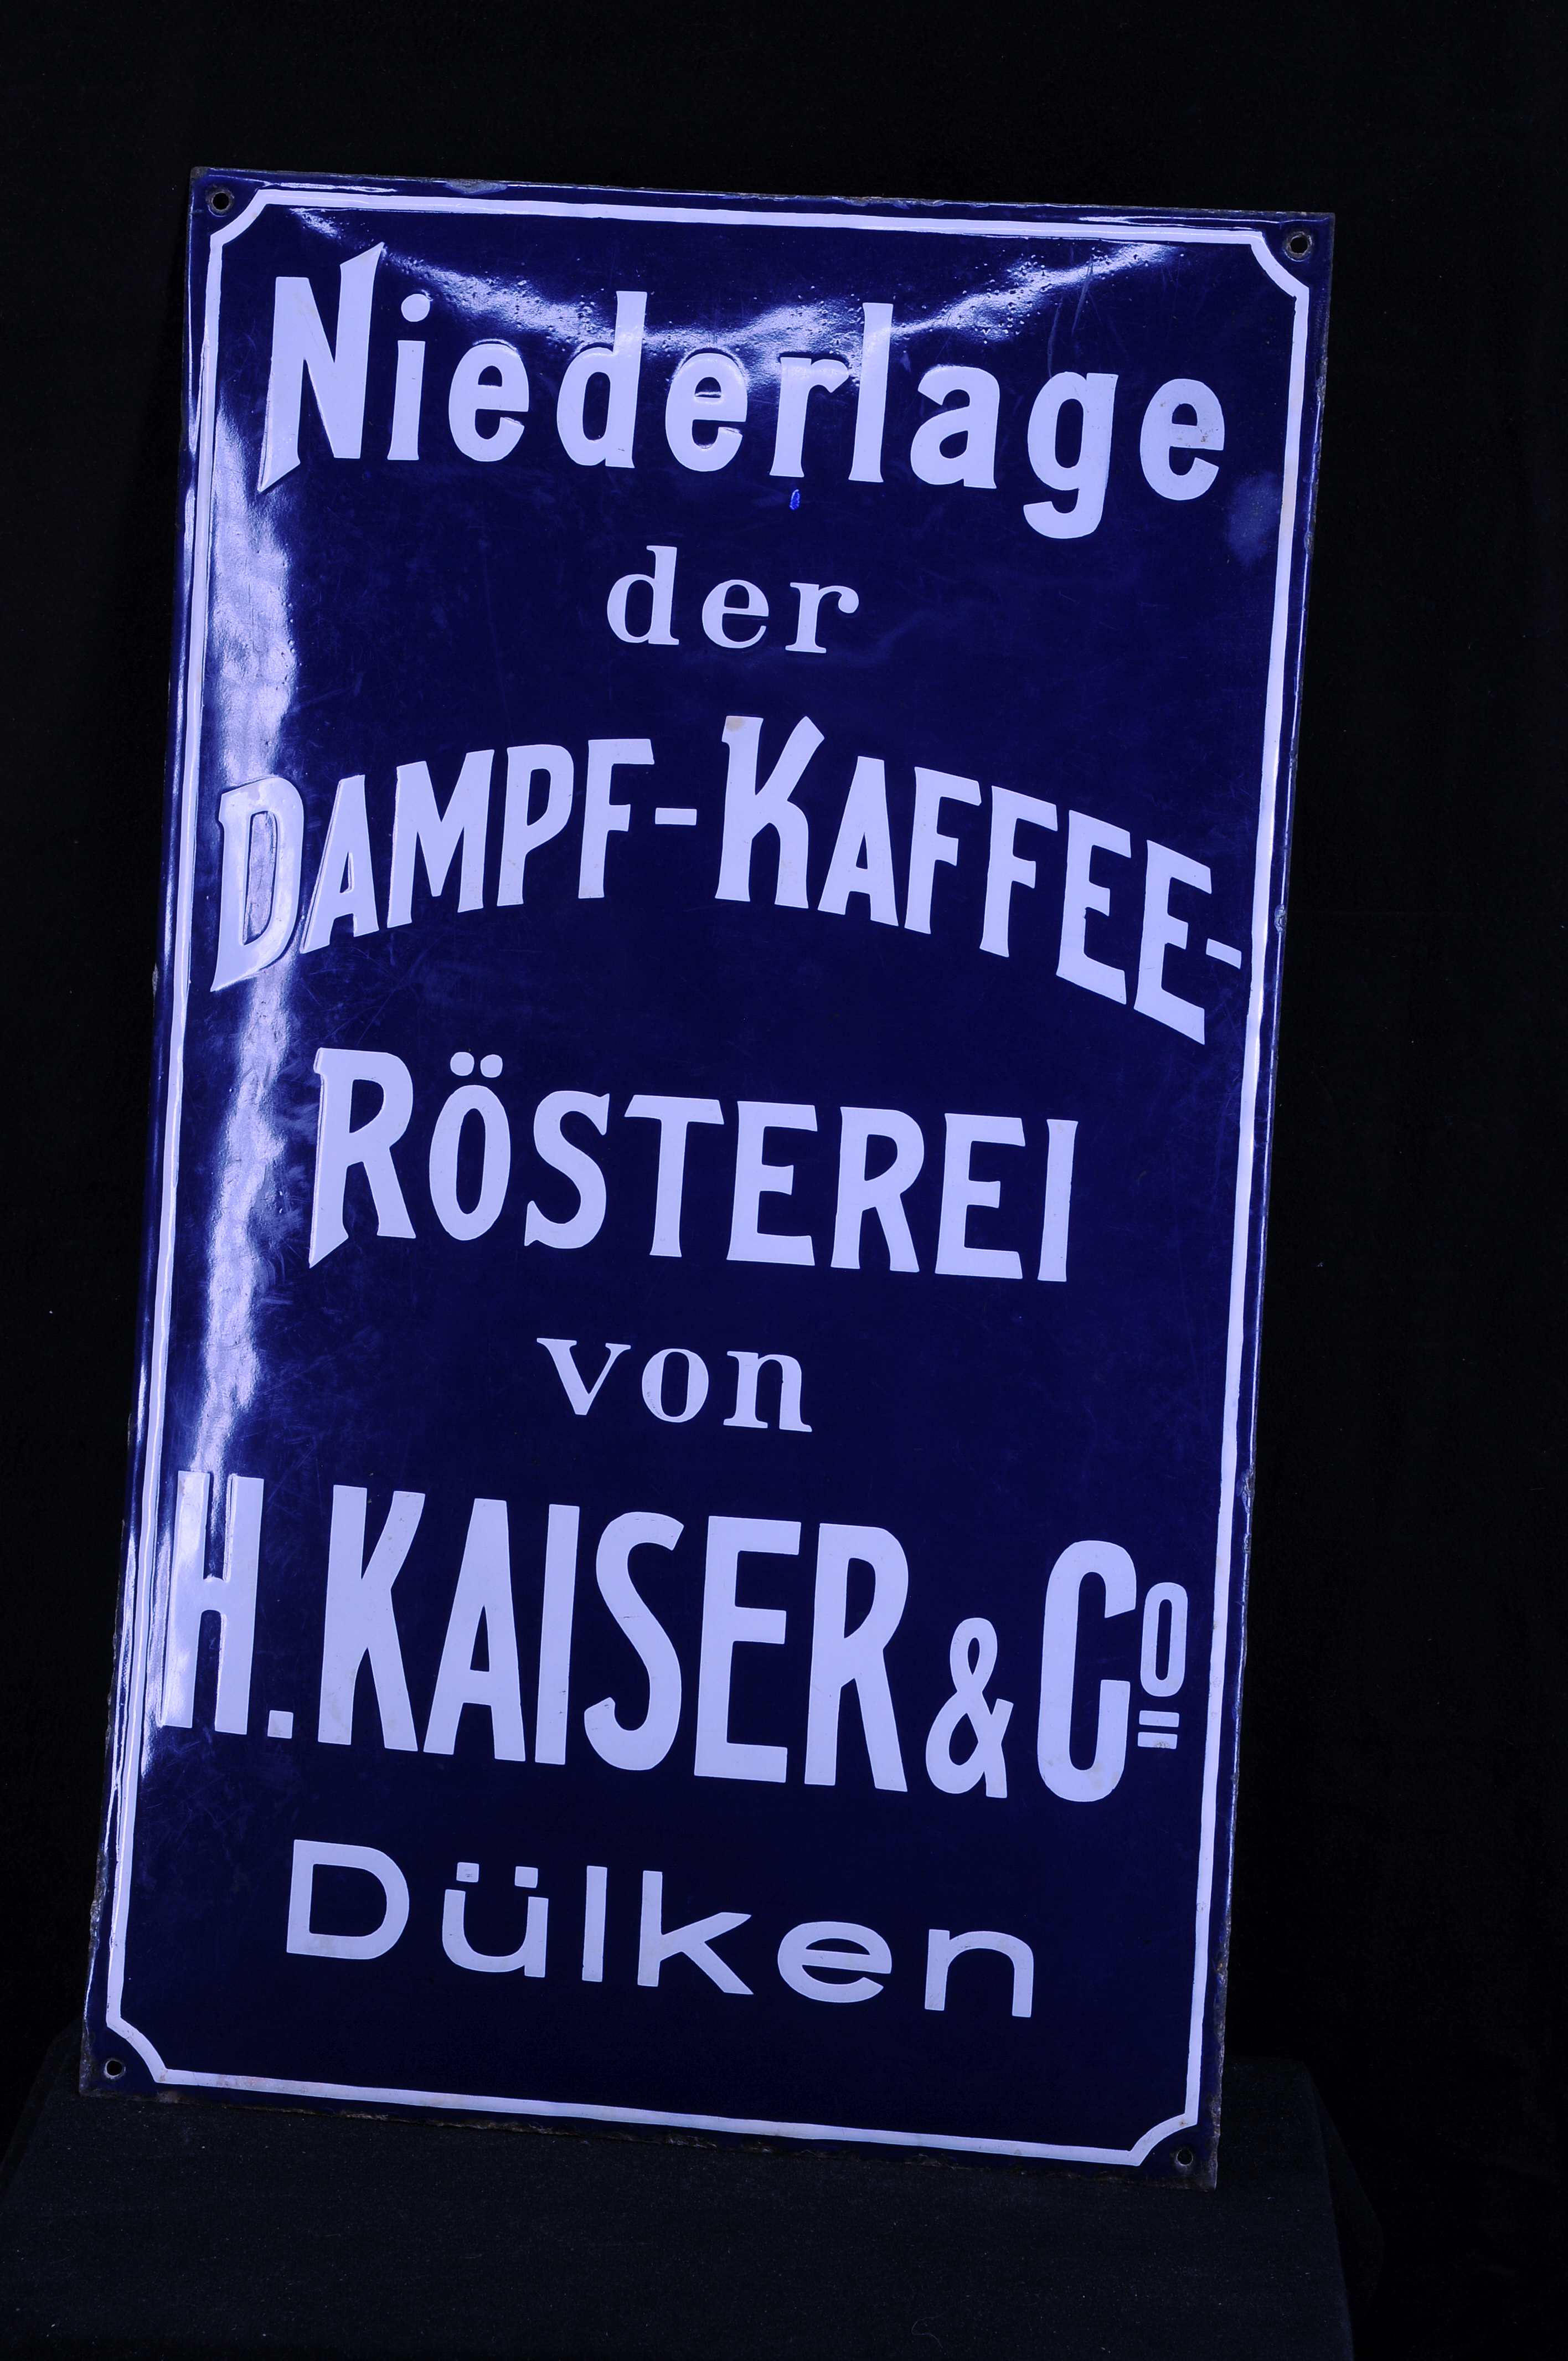 Niederlage
der
DAMPF-KAFFEE-
RÖSTEREI
von
H. KAISER & Cº
Dülken